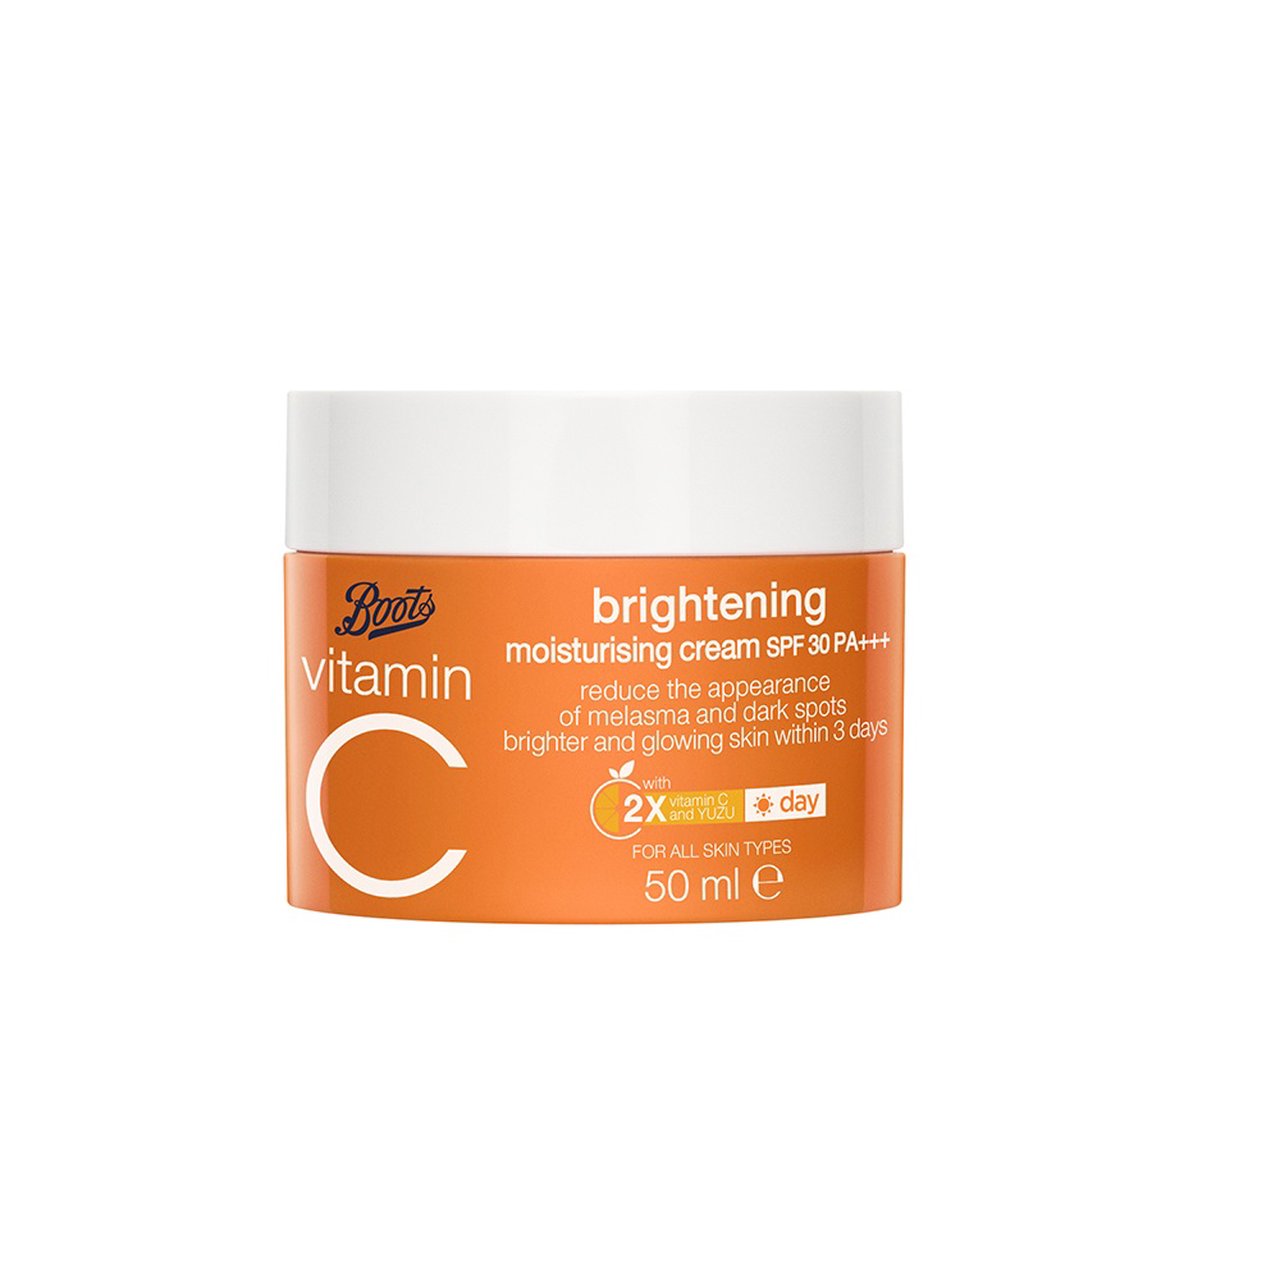 Boots
vitamin
C
brightening
moisturising cream SPF 30 PA+++
reduce the appearance
of melasma and dark spots
brighter and glowing skin within 3 days
with
2X vitamin C
and YUZU
day
FOR ALL SKIN TYPES
50 ml e